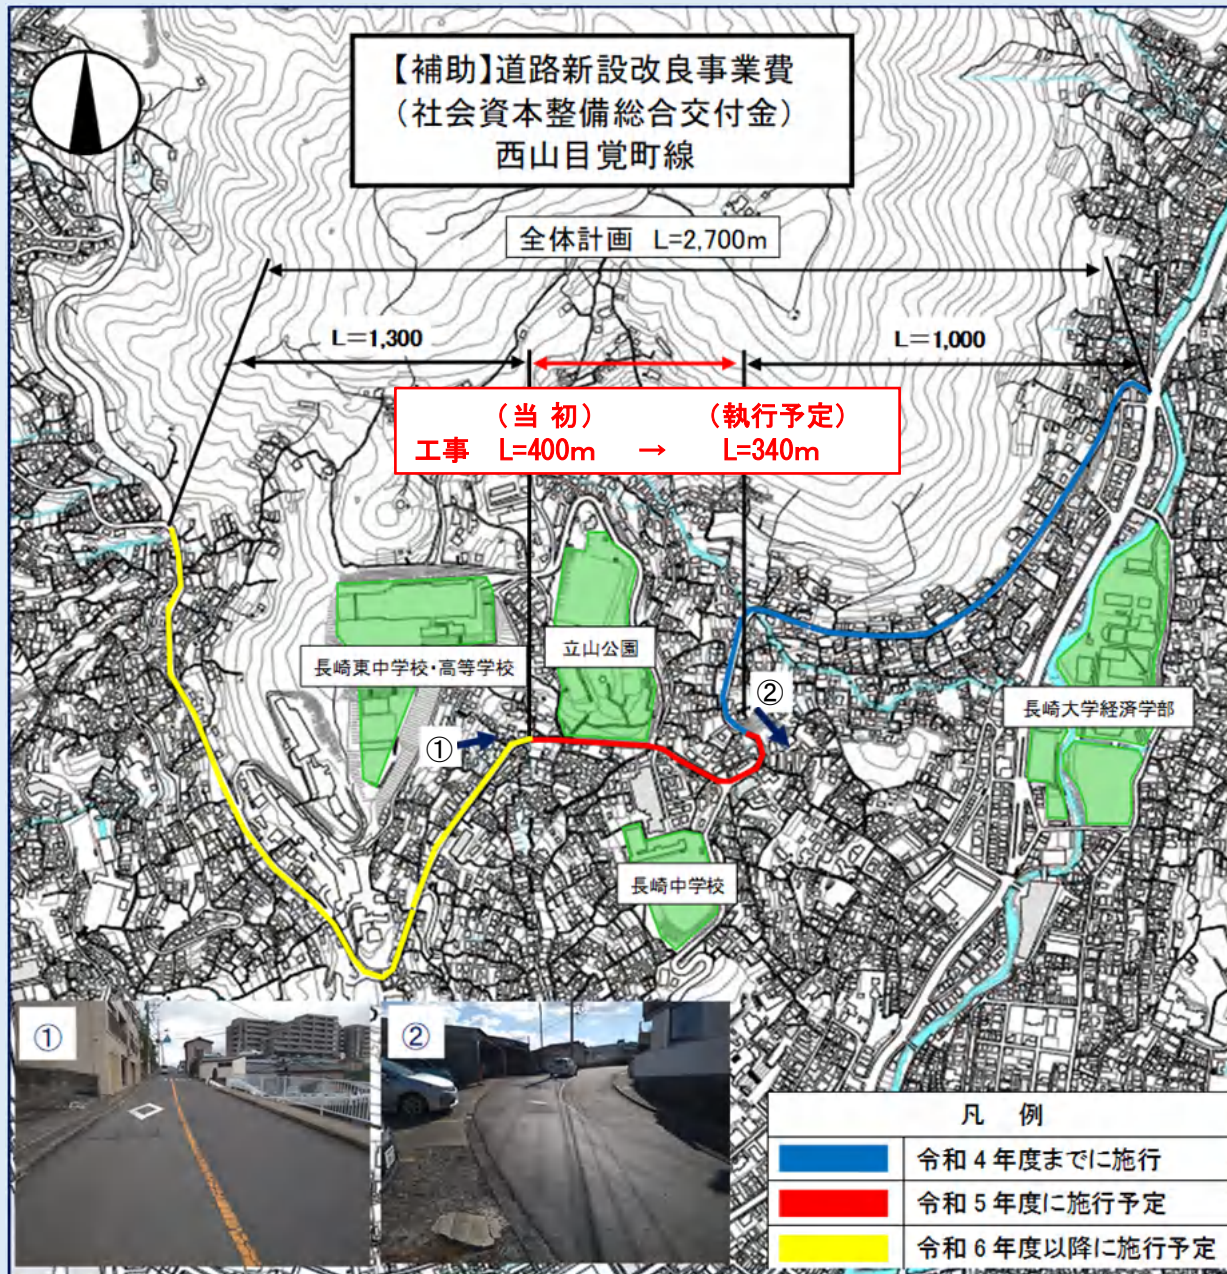 【補助】道路新設改良事業費
（社会資本整備総合交付金）
西山目覚町線
全体計画 L=2,700m
L=1,300
L=1,000
（当 初） （執行予定）
工事 L=400m → L=340m
長崎東中学校・高等学校
立山公園
①
②
長崎大学経済学部
長崎中学校
①
②
凡 例
令和４年度までに施行
令和５年度に施行予定
令和６年度以降に施行予定